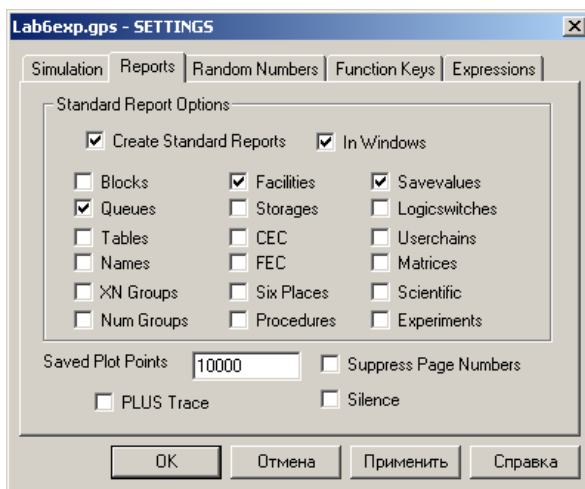 Lab6exp.gps - SETTINGS
Simulation Reports Random Numbers Function Keys Expressions
Standard Report Options
Create Standard Reports In Windows
Blocks Facilities Savevalues
Queues Storages Logicswitches
Tables CEC Userchains
Names FEC Matrices
XN Groups Six Places Scientific
Num Groups Procedures Experiments
Saved Plot Points 10000 Suppress Page Numbers
PLUS Trace Silence
OK Отмена Применить Справка